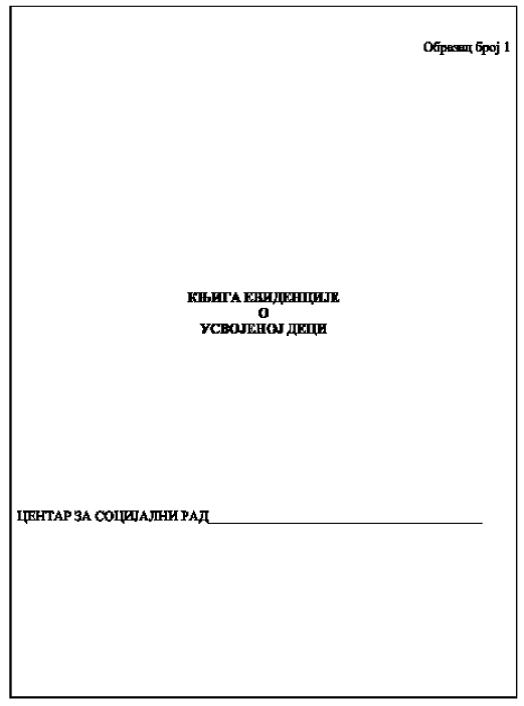 Образац број 1
КЊИГА ЕВИДЕНЦИЈЕ
О
УСВОЈЕНОЈ ДЕЦИ
ЦЕНТАР ЗА СОЦИЈАЛНИ РАД